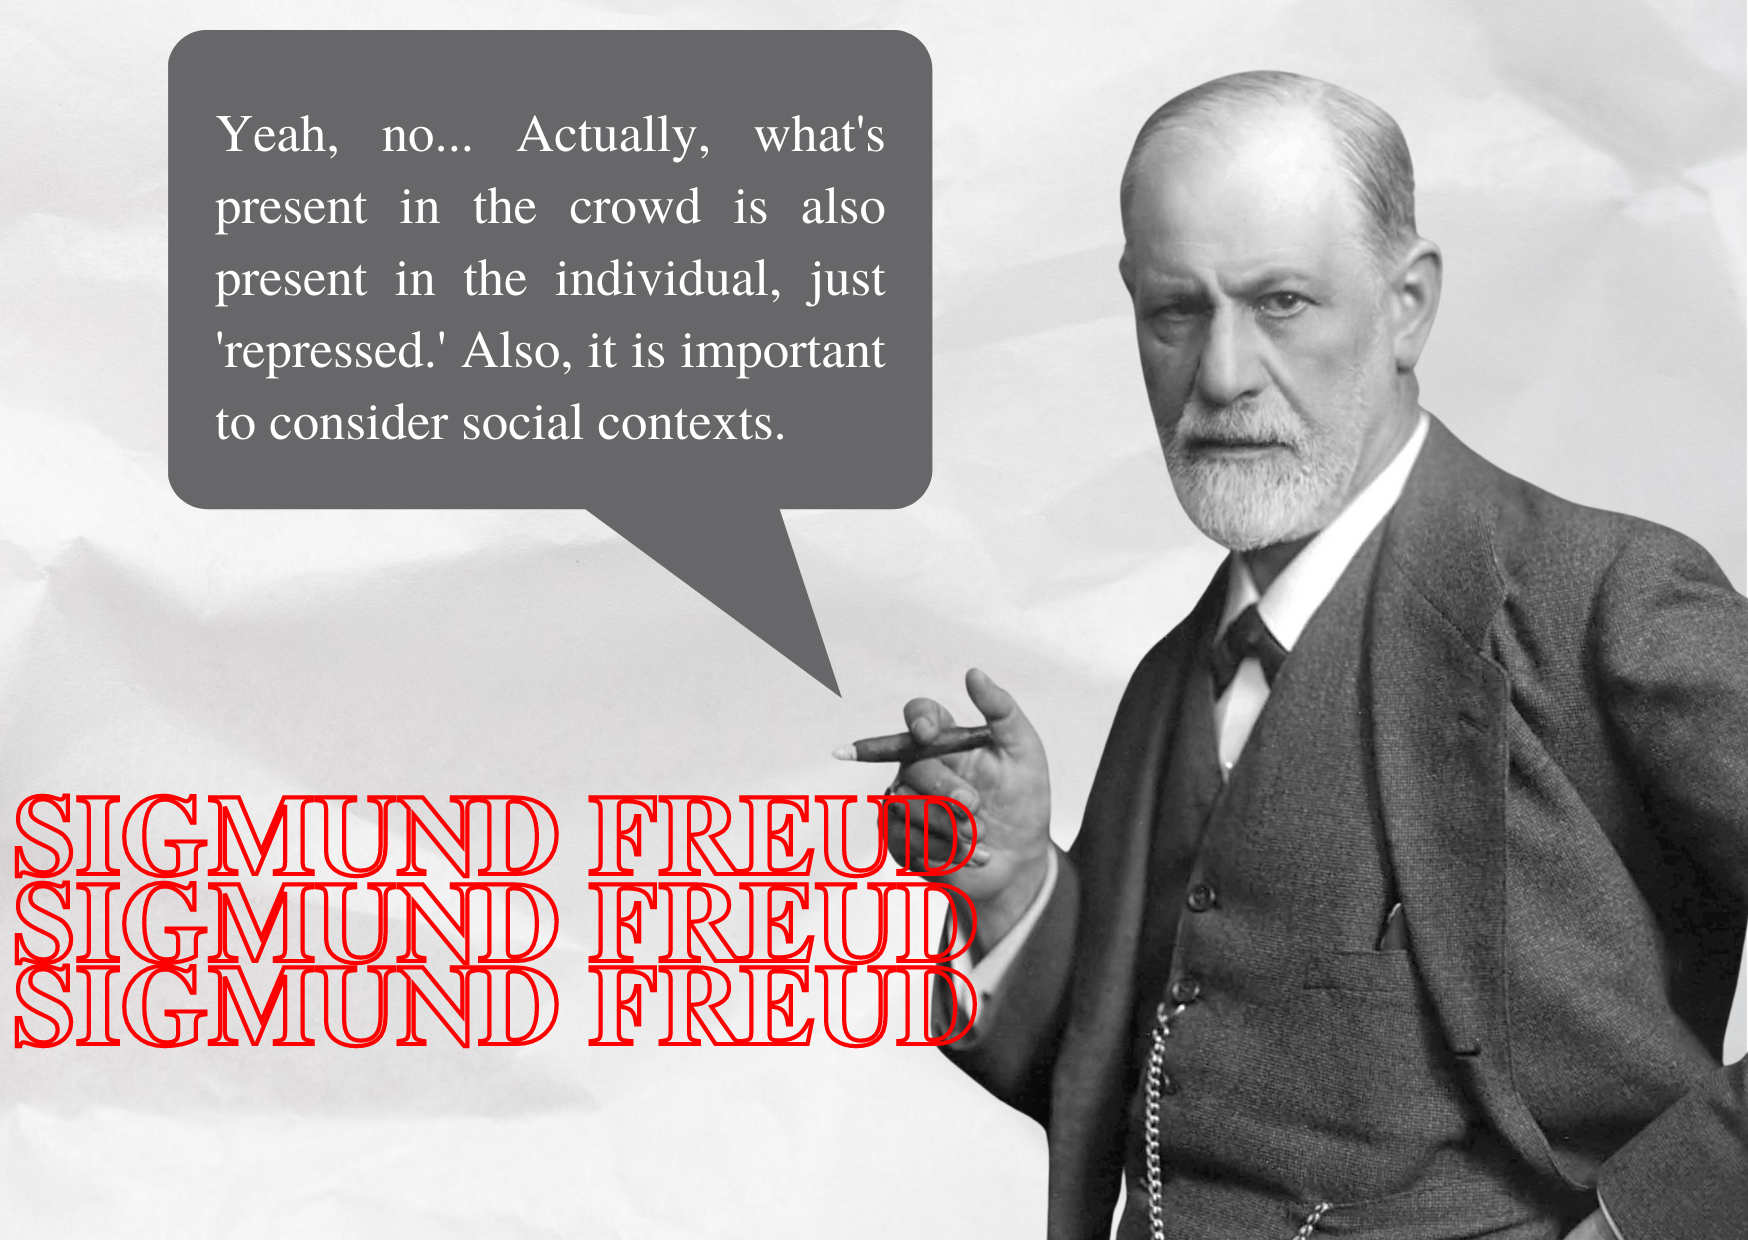 Yeah, no... Actually, what's
present in the crowd is also
present in the individual, just
'repressed.' Also, it is important
to consider social contexts.
SIGMUND FREUD
SIGMUND FREUD
SIGMUND FREUD